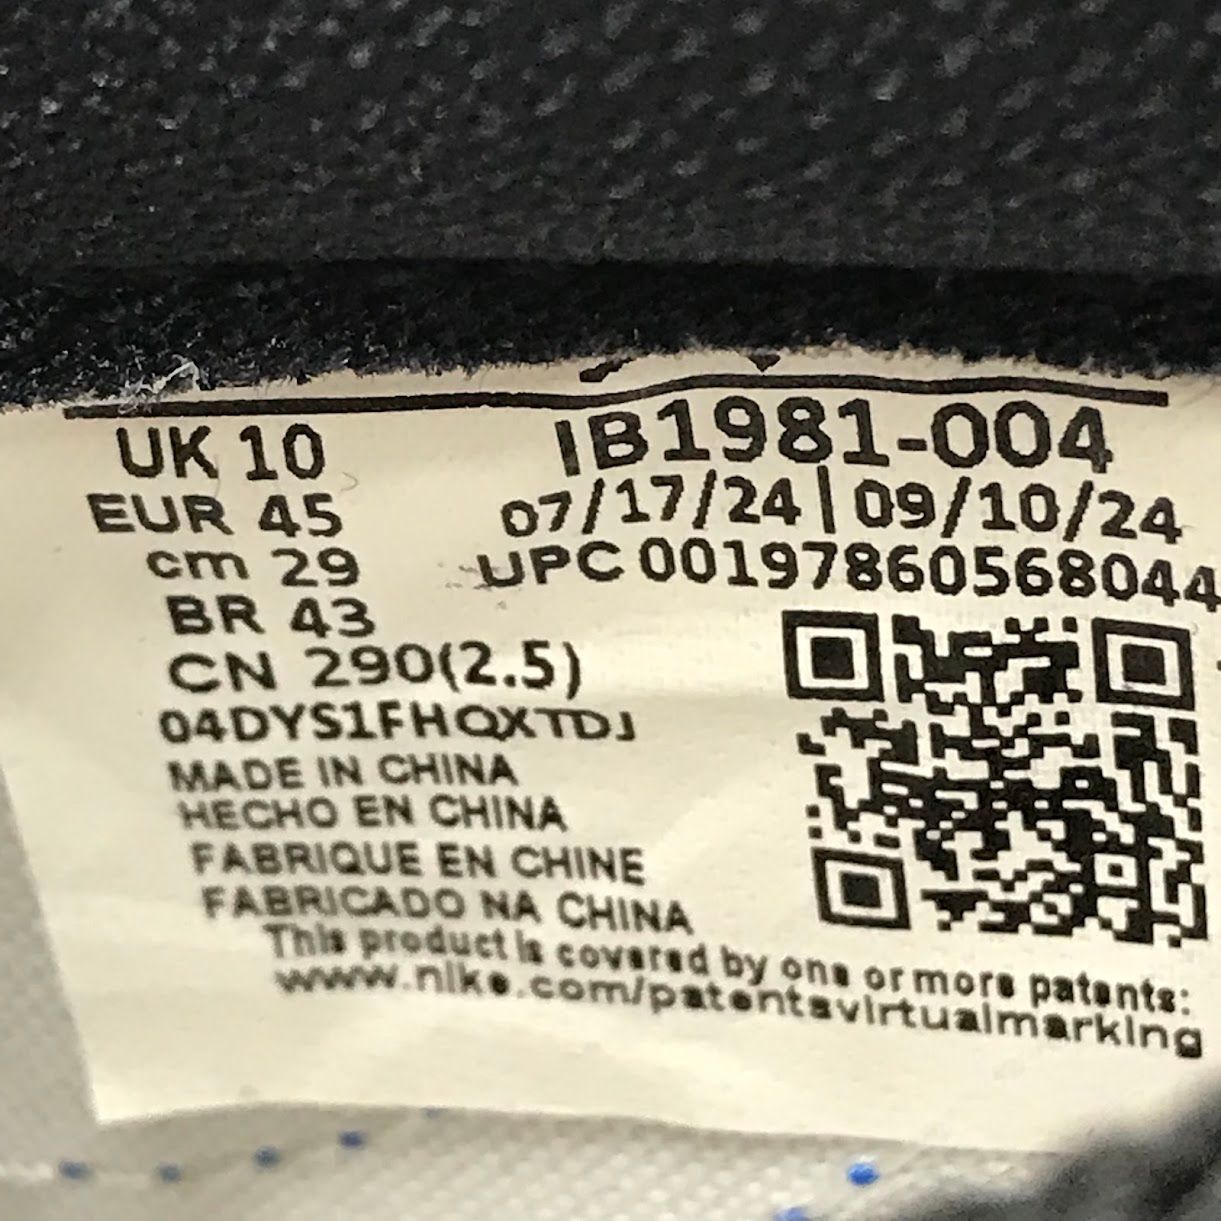 UK 10
EUR 45
cm 29
BR 43
CN 290(2.5)
04DYS1FHQXTDJ
IB1981-004
07/17/24 | 09/10/24
UPC 00197860568044
MADE IN CHINA
HECHO EN CHINA
FABRIQUE EN CHINE
FABRICADO NA CHINA
This product is covered by one or more patents:
www.nike.com/patentsvirtualmarking